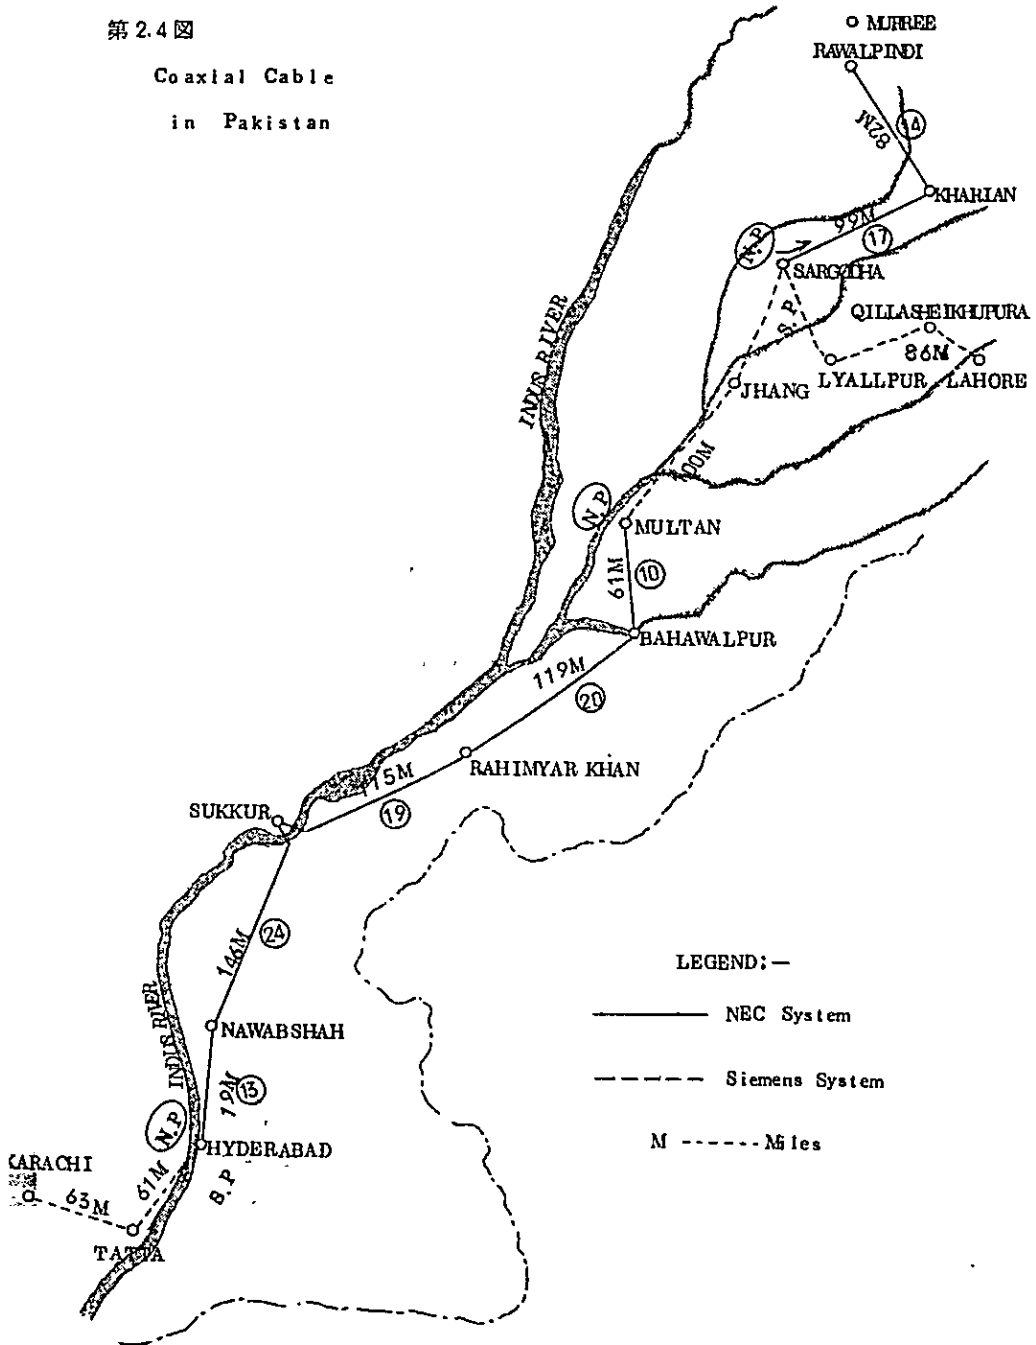 第2.4図
Coaxial Cable
in Pakistan
MURREE
RAWALPINDI
82M
14
KHARIAN
99M
17
N.P
SARGODHA
S.P
QILLASHEIKHUPURA
86M
LYALLPUR
LAHORE
JHANG
INDUS RIVER
100M
N.P
MULTAN
61M
10
BAHAWALPUR
119M
20
RAHIMYAR KHAN
115M
19
SUKKUR
146M
24
NAWABSHAH
INDUS RIVER
79M
13
N.P
HYDERABAD
B.P
KARACHI
63M
61M
TATTA
LEGEND:—
NEC System
Siemens System
M ------ Miles